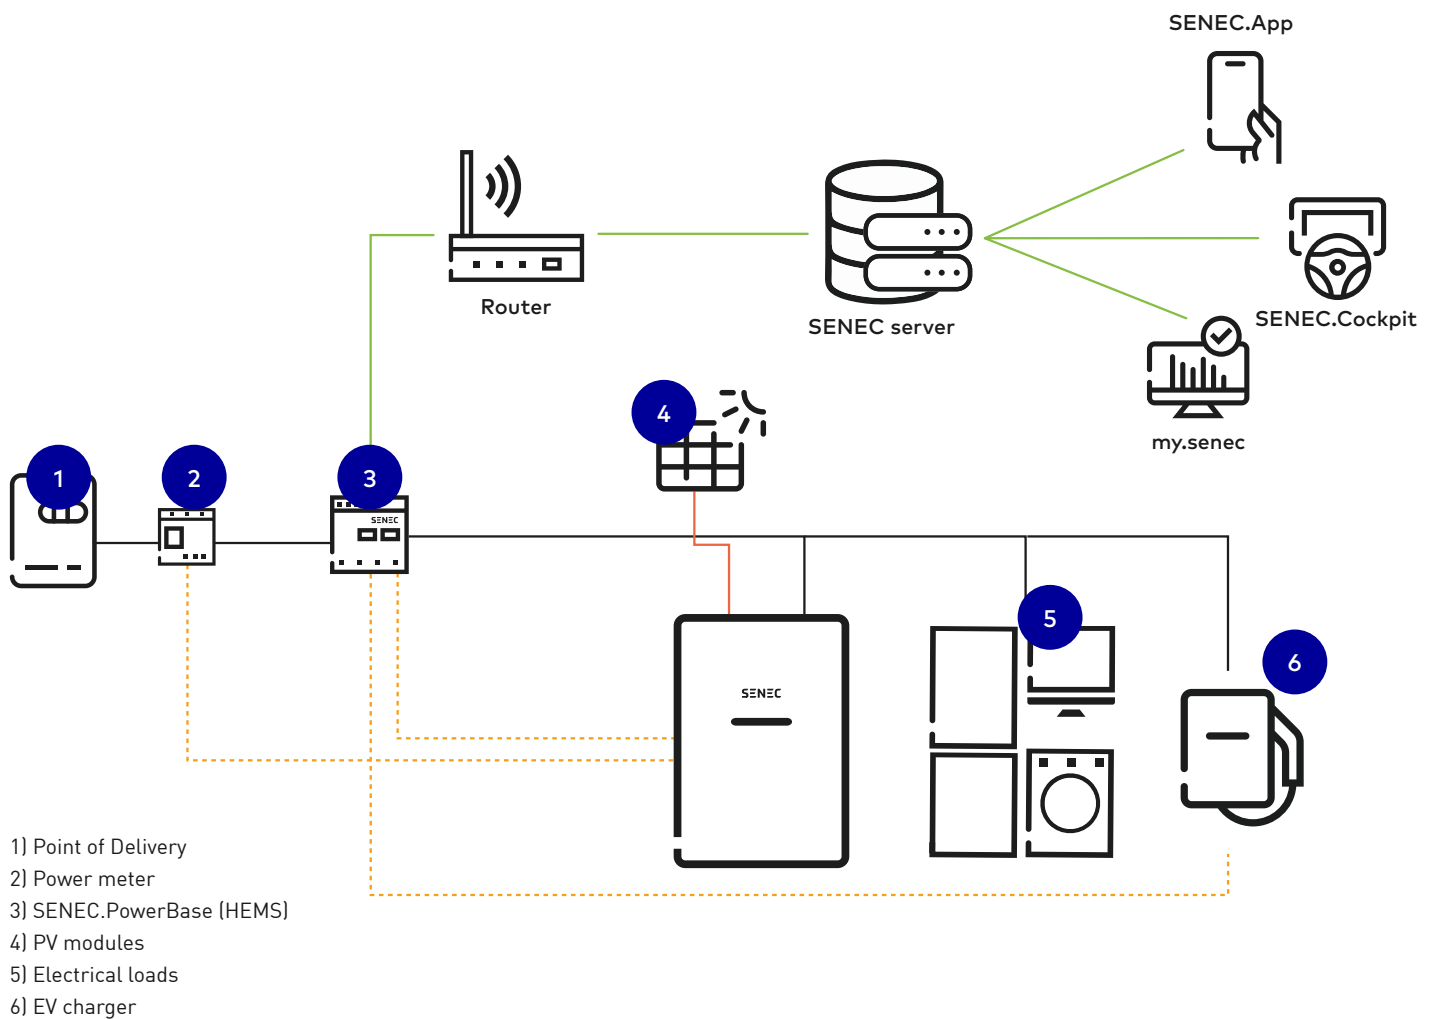 SENEC.App
Router
SENEC server
SENEC.Cockpit
my.senec
1
2
3
4
SENEC
5
SENEC
6
1) Point of Delivery
2) Power meter
3) SENEC.PowerBase (HEMS)
4) PV modules
5) Electrical loads
6) EV charger